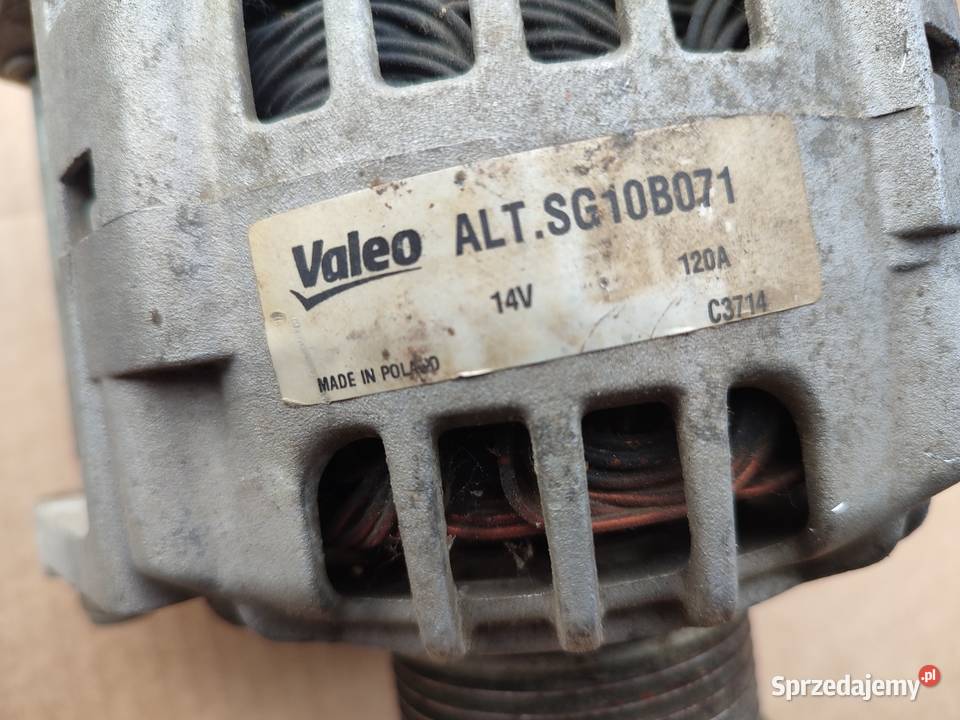 Valeo ALT.SG10B071
14V 120A
C3714
MADE IN POLAND
Sprzedajemy.pl